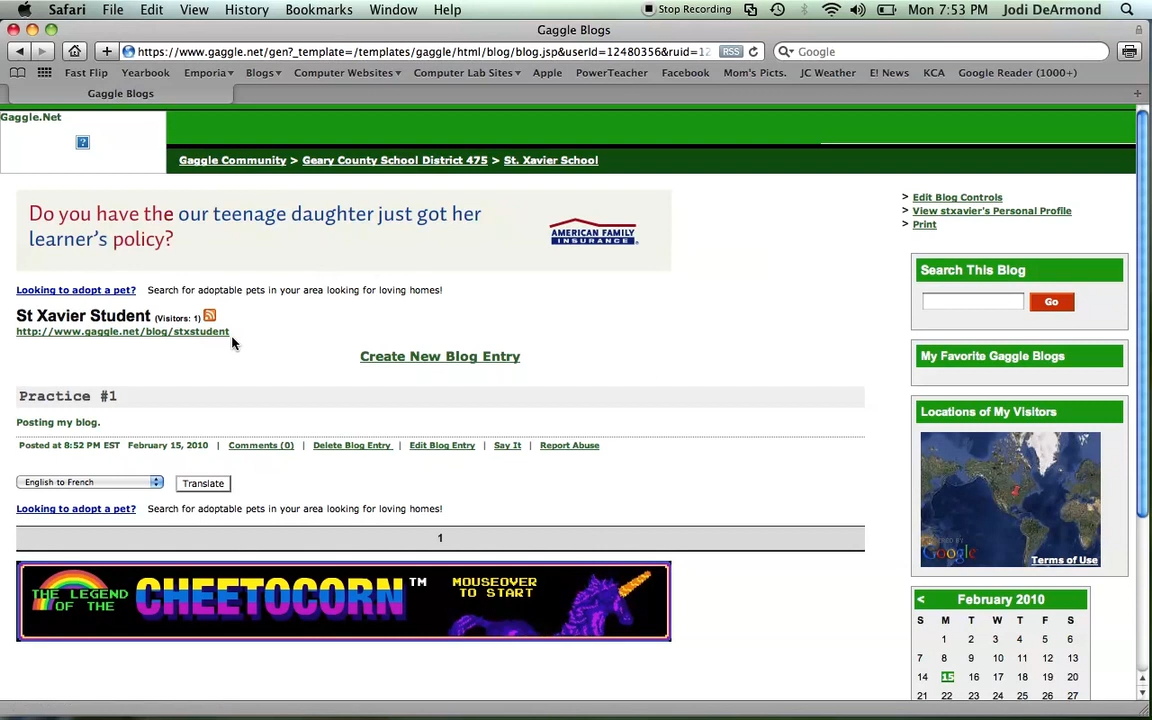 Safari File Edit View History Bookmarks Window Help Stop Recording Mon 7:53 PM Jodi DeArmond
Gaggle Blogs
https://www.gaggle.net/gen?_template=/templates/gaggle/html/blog/blog.jsp&userId=12480356&ruid=12 RSS Google
Fast Flip Yearbook Emporia Blogs Computer Websites Computer Lab Sites Apple PowerTeacher Facebook Mom's Picts. JC Weather E! News KCA Google Reader (1000+)
Gaggle Blogs
Gaggle.Net
Gaggle Community > Geary County School District 475 > St. Xavier School
Do you have the our teenage daughter just got her
learner's policy?
AMERICAN FAMILY
INSURANCE
> Edit Blog Controls
> View stxavier's Personal Profile
> Print
Looking to adopt a pet? Search for adoptable pets in your area looking for loving homes!
St Xavier Student (Visitors: 1)
http://www.gaggle.net/blog/stxstudent
Create New Blog Entry
Practice #1
Posting my blog.
Posted at 8:52 PM EST February 15, 2010 | Comments (0) | Delete Blog Entry | Edit Blog Entry | Say It | Report Abuse
English to French Translate
Looking to adopt a pet? Search for adoptable pets in your area looking for loving homes!
1
THE LEGEND
OF THE
CHEETOCORN™
MOUSEOVER
TO START
Search This Blog
Go
My Favorite Gaggle Blogs
Locations of My Visitors
POWERED BY
Google
Terms of Use
< February 2010
S M T W T F S
1 2 3 4 5 6
7 8 9 10 11 12 13
14 15 16 17 18 19 20
21 22 23 24 25 26 27